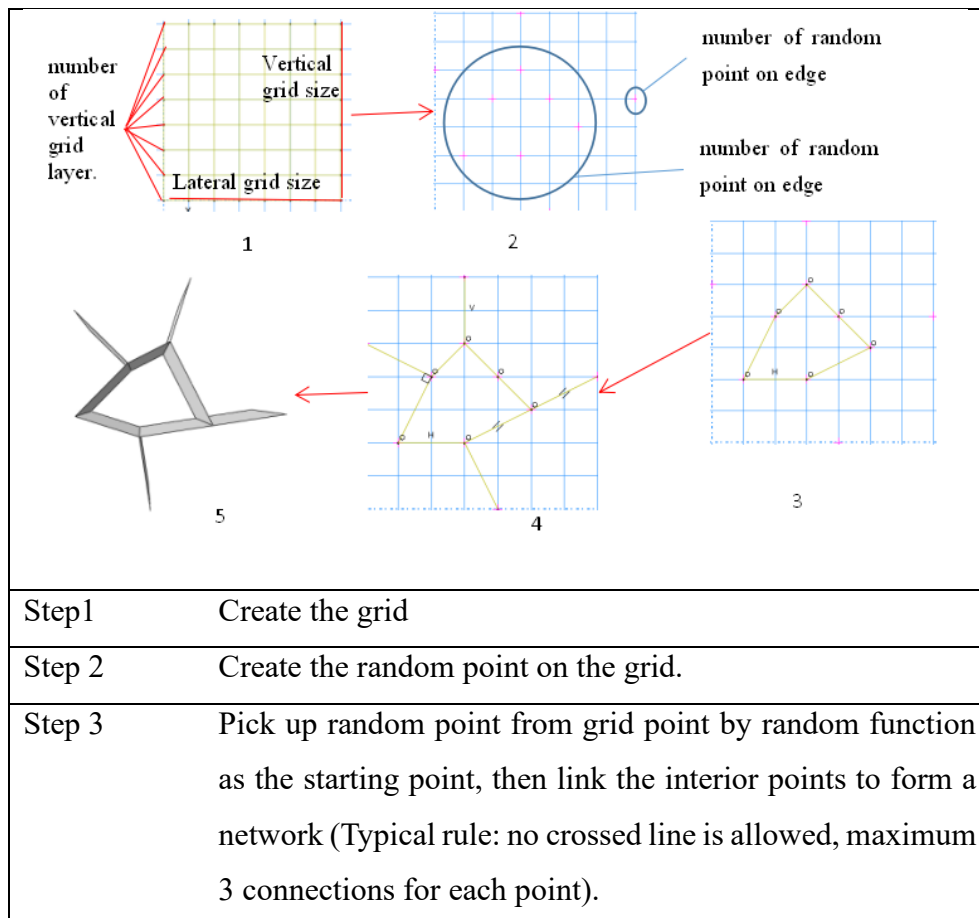 number
of
vertical
grid
layer.
Vertical
grid size
Lateral grid size
1
number of random
point on edge
number of random
point on edge
2
H
3
V
H
4
5
Step1 Create the grid
Step 2 Create the random point on the grid.
Step 3 Pick up random point from grid point by random function
as the starting point, then link the interior points to form a
network (Typical rule: no crossed line is allowed, maximum
3 connections for each point).